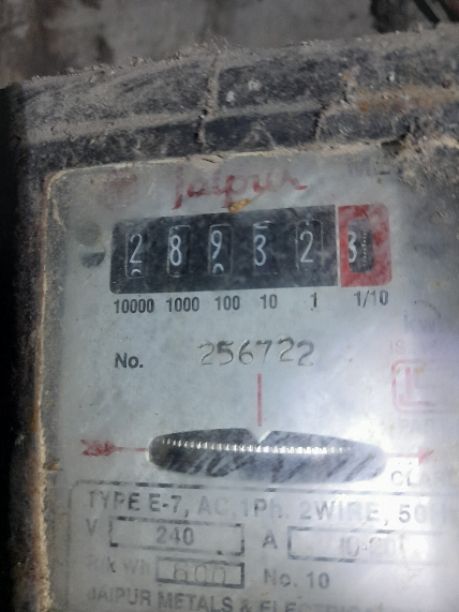 Jaipur
2 8 9 3 2 3
10000 1000 100 10 1 1/10
No. 256722
TYPE E-7, AC, 1Ph. 2WIRE,
V 240 A
600 No. 10
JAIPUR METALS &